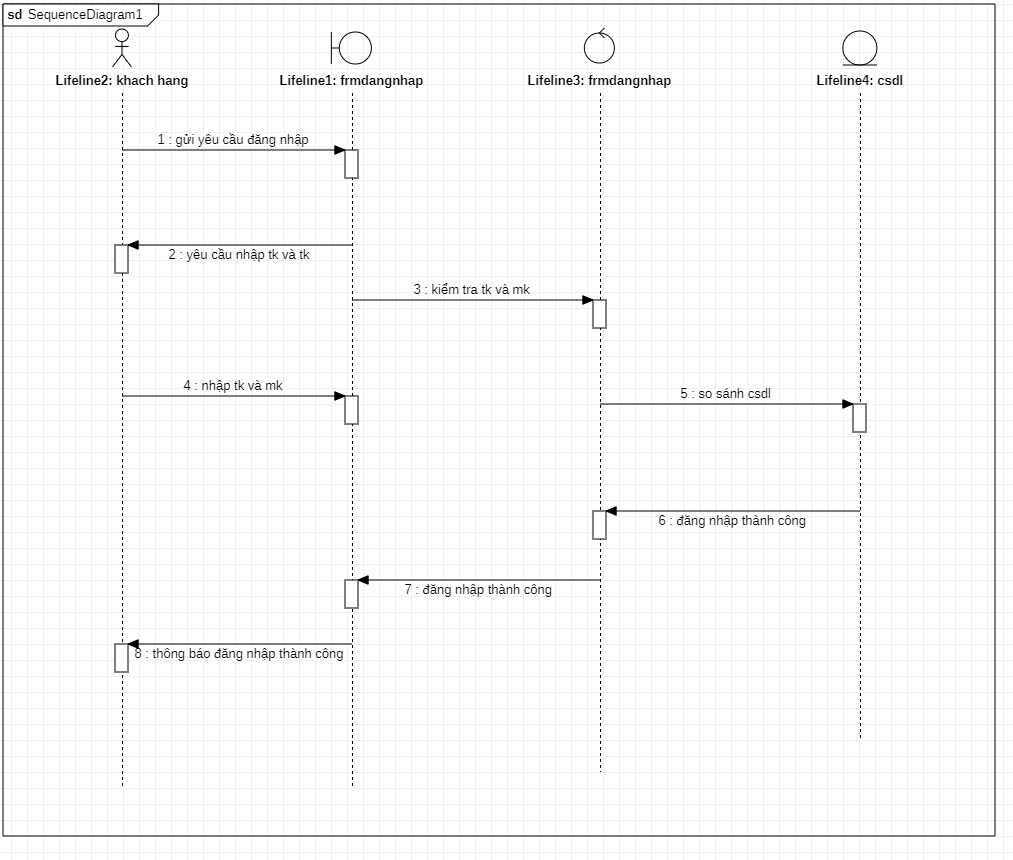 sd SequenceDiagram1
Lifeline2: khach hang
Lifeline1: frmdangnhap
Lifeline3: frmdangnhap
Lifeline4: csdl
1 : gửi yêu cầu đăng nhập
2 : yêu cầu nhập tk và tk
3 : kiểm tra tk và mk
4 : nhập tk và mk
5 : so sánh csdl
6 : đăng nhập thành công
7 : đăng nhập thành công
8 : thông báo đăng nhập thành công